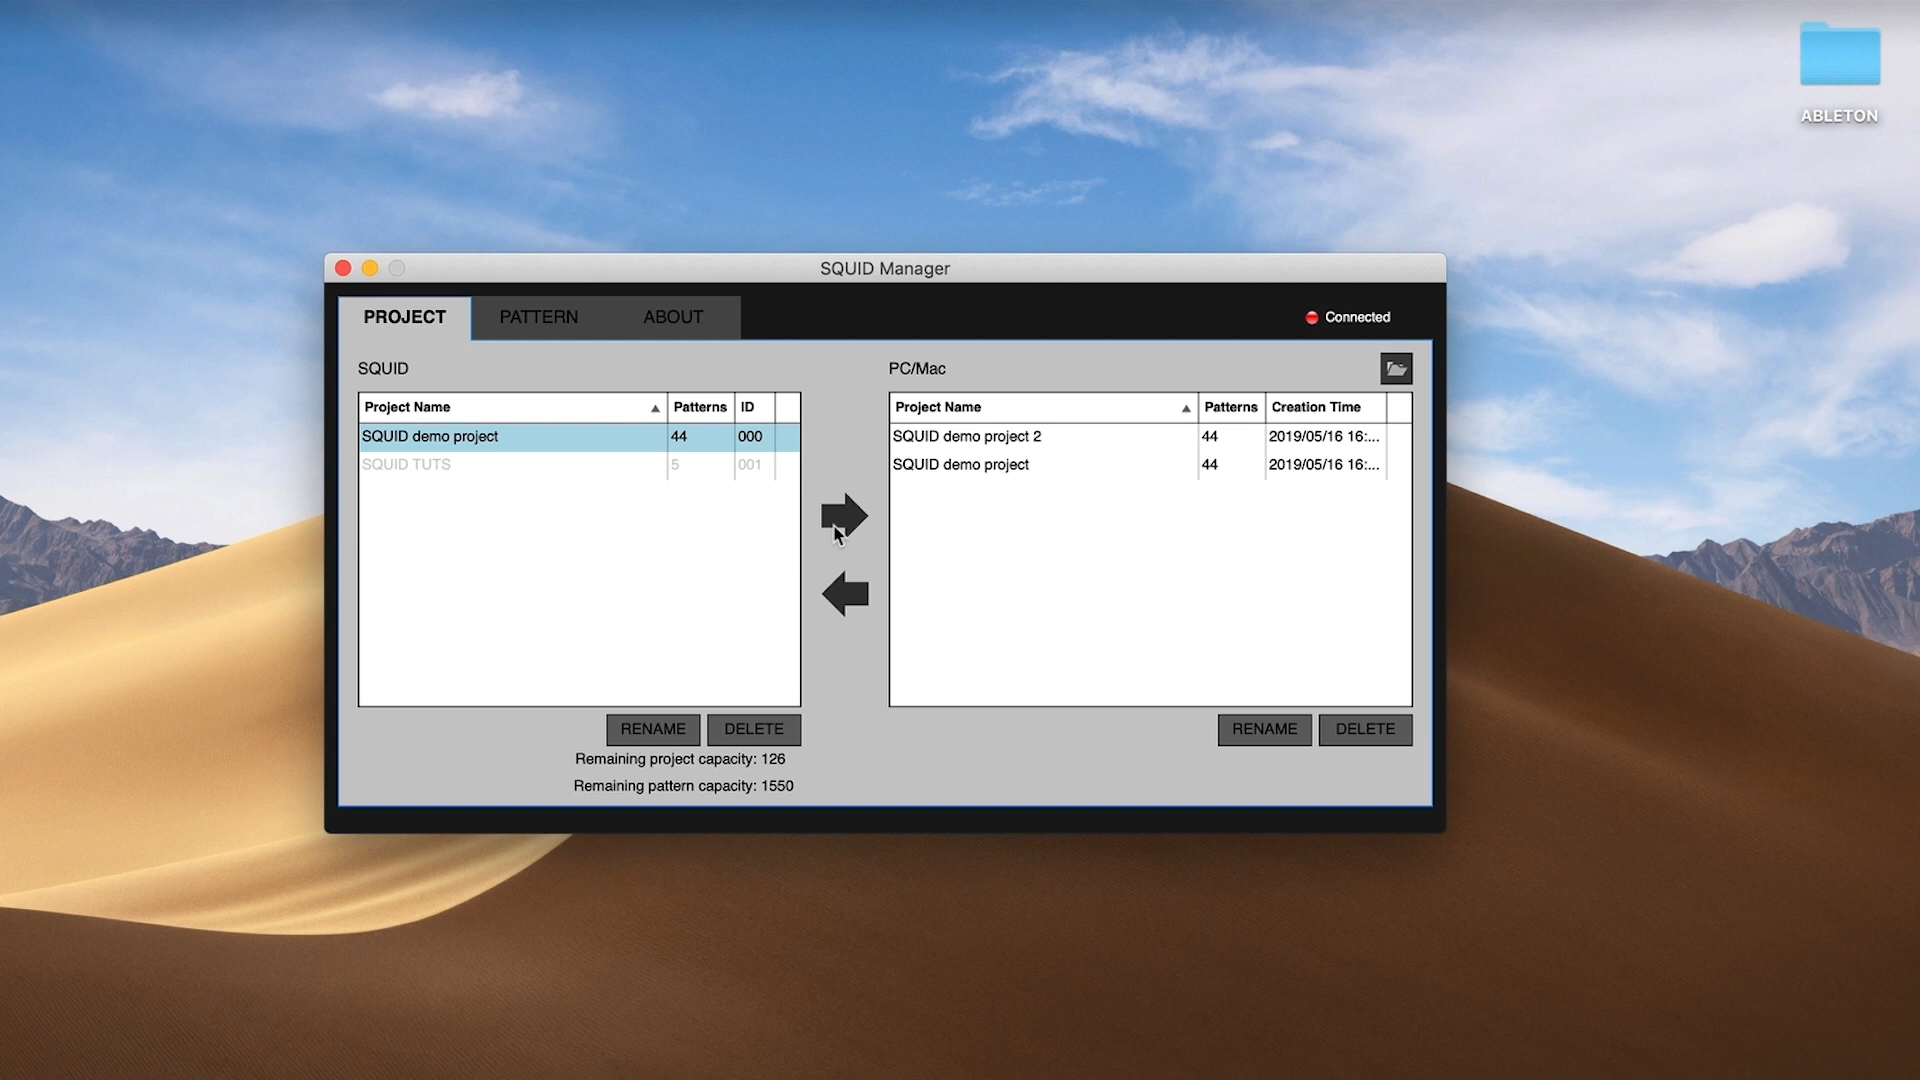 ABLETON
SQUID Manager
PROJECT PATTERN ABOUT Connected
SQUID PC/Mac
Project Name Patterns ID Project Name Patterns Creation Time
SQUID demo project 44 000 SQUID demo project 2 44 2019/05/16 16:...
SQUID TUTS 5 001 SQUID demo project 44 2019/05/16 16:...
RENAME DELETE RENAME DELETE
Remaining project capacity: 126
Remaining pattern capacity: 1550